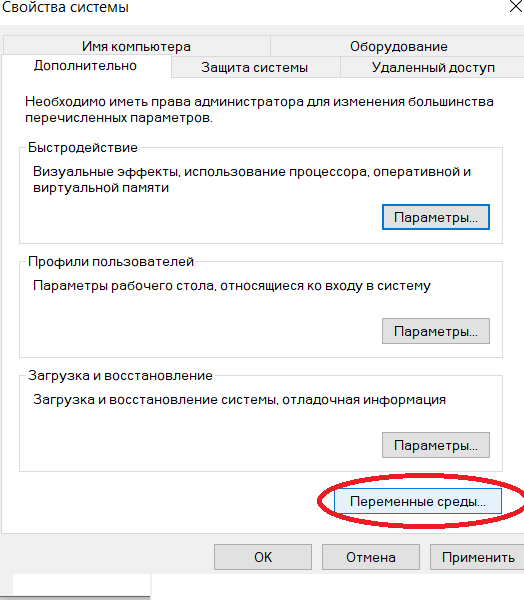 Свойства системы
Имя компьютера
Оборудование
Дополнительно
Защита системы
Удаленный доступ
Необходимо иметь права администратора для изменения большинства
перечисленных параметров.
Быстродействие
Визуальные эффекты, использование процессора, оперативной и
виртуальной памяти
Параметры...
Профили пользователей
Параметры рабочего стола, относящиеся ко входу в систему
Параметры...
Загрузка и восстановление
Загрузка и восстановление системы, отладочная информация
Параметры...
Переменные среды...
OK
Отмена
Применить